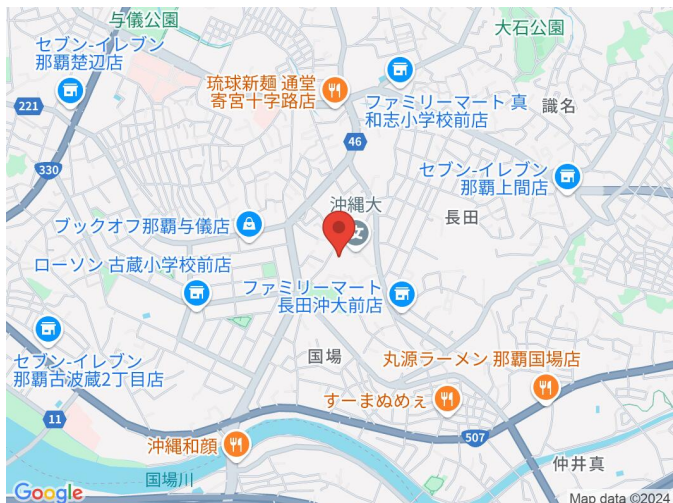 与儀公園
大石公園
セブン-イレブン
那覇楚辺店
琉球新麺 通堂
寄宮十字路店
ファミリーマート 真
和志小学校前店
識名
221
46
330
セブン-イレブン
那覇上間店
沖縄大
長田
ブックオフ那覇与儀店
文
ローソン 古蔵小学校前店
ファミリーマート
長田沖大前店
セブン-イレブン
那覇古波蔵2丁目店
国場
丸源ラーメン 那覇国場店
すーまぬめぇ
11
沖縄和顔
507
仲井真
国場川
Google
Map data ©2024